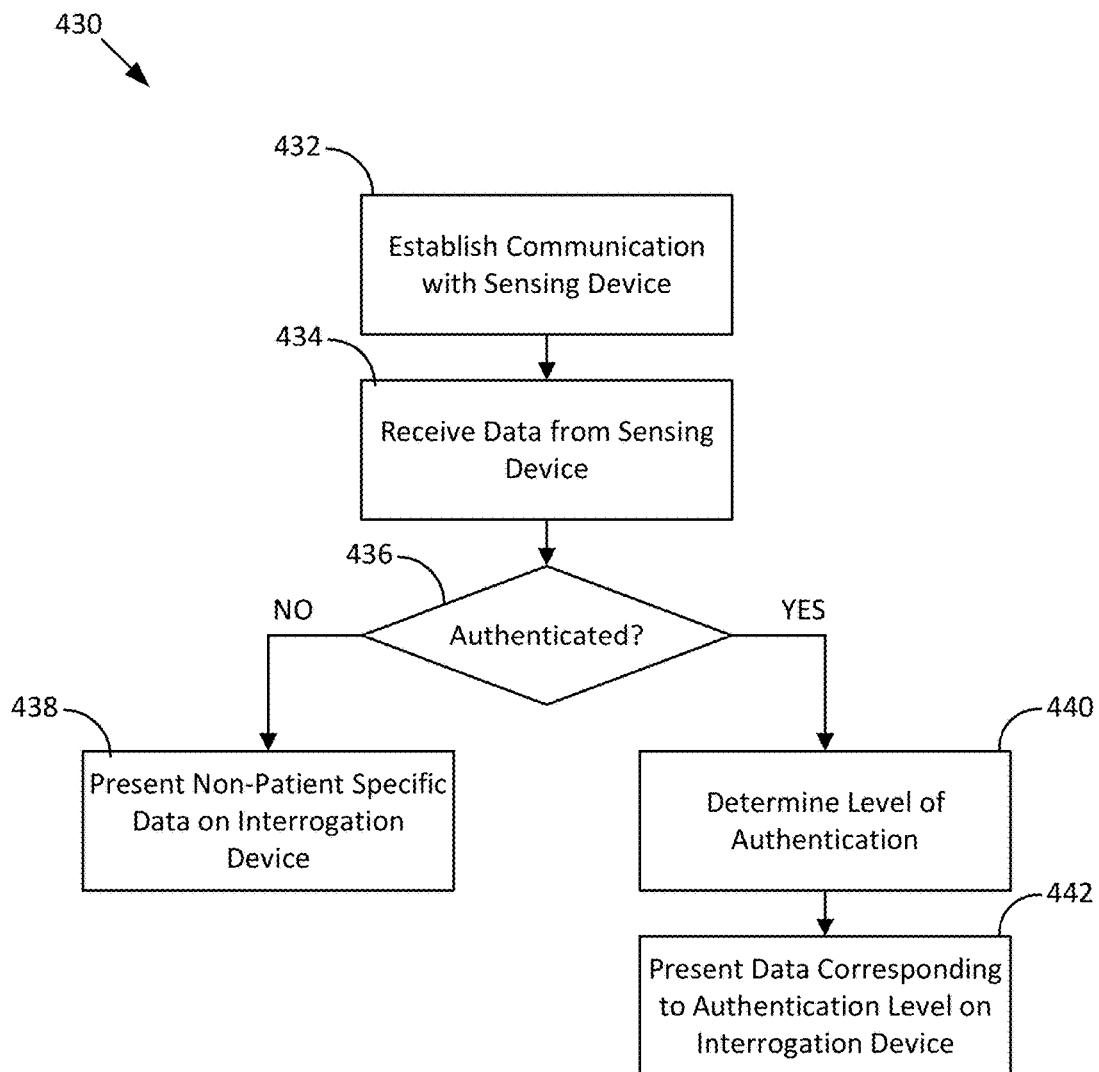 430
432
Establish Communication
with Sensing Device
434
Receive Data from Sensing
Device
436
NO
Authenticated?
YES
438
Present Non-Patient Specific
Data on Interrogation
Device
440
Determine Level of
Authentication
442
Present Data Corresponding
to Authentication Level on
Interrogation Device